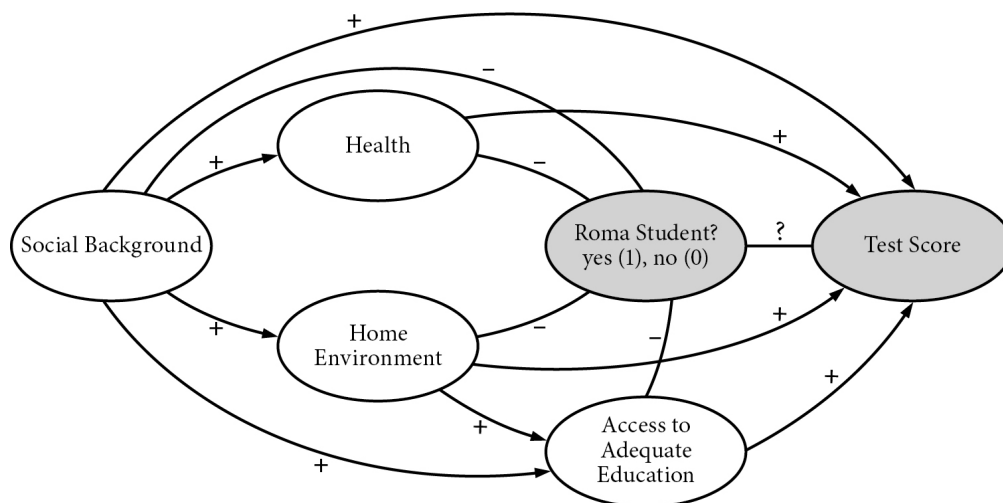 +
−
Health
+
−
+
Social Background
Roma Student?
yes (1), no (0)
?
Test Score
+
Home
Environment
−
+
−
+
+
Access to
Adequate
Education
+